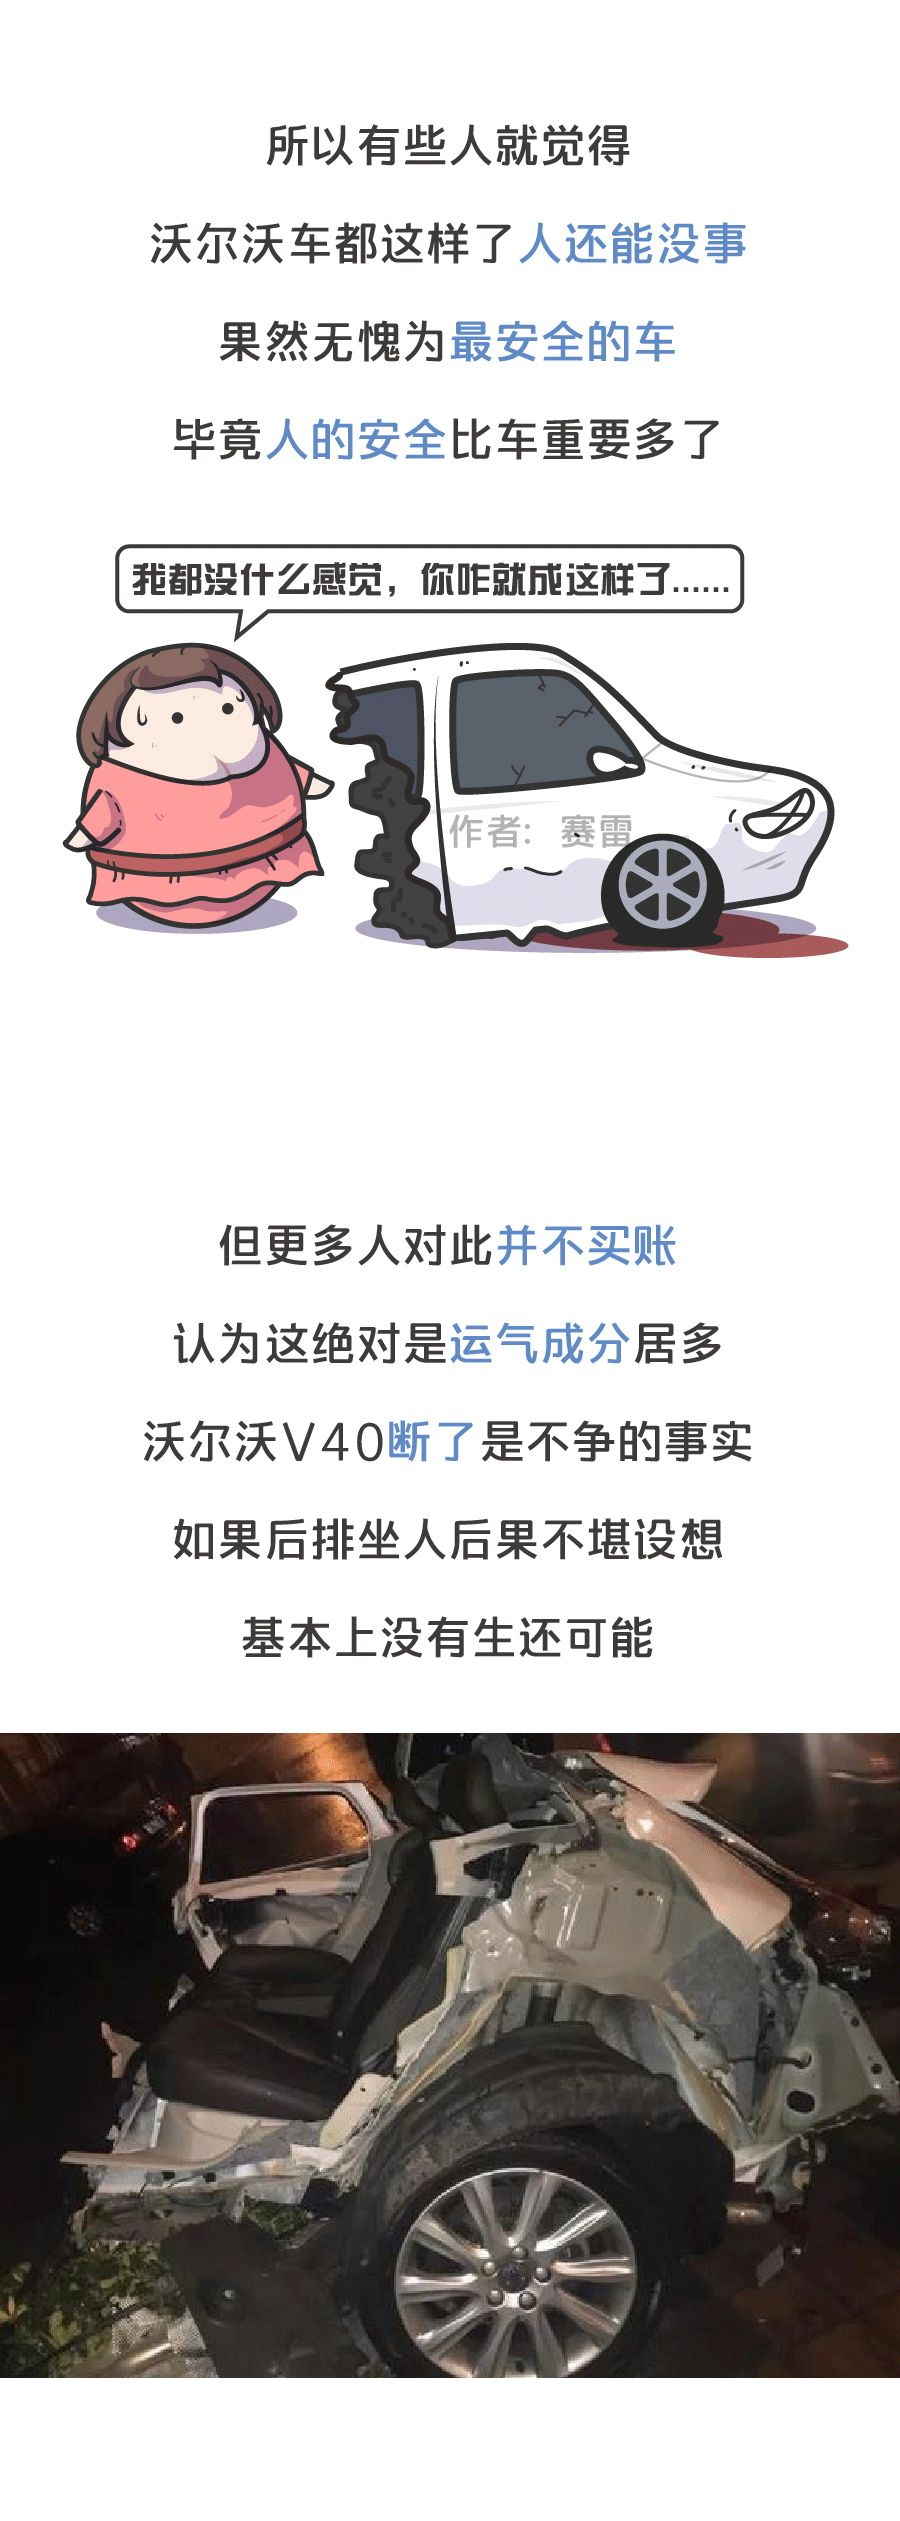 所以有些人就觉得
沃尔沃车都这样了人还能没事
果然无愧为最安全的车
毕竟人的安全比车重要多了
我都没什么感觉，你咋就成这样了......
作者：赛雷
但更多人对此并不买账
认为这绝对是运气成分居多
沃尔沃V40断了是不争的事实
如果后排坐人后果不堪设想
基本上没有生还可能